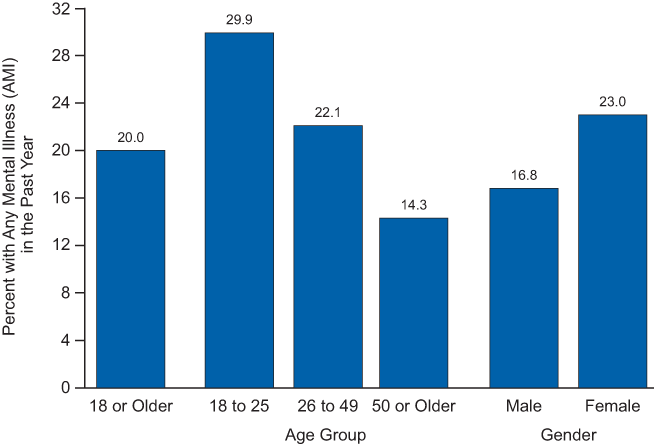 Percent with Any Mental Illness (AMI)
in the Past Year
32
28
24
20
16
12
8
4
0
20.0
29.9
22.1
14.3
16.8
23.0
18 or Older
18 to 25
26 to 49
50 or Older
Male
Female
Age Group
Gender